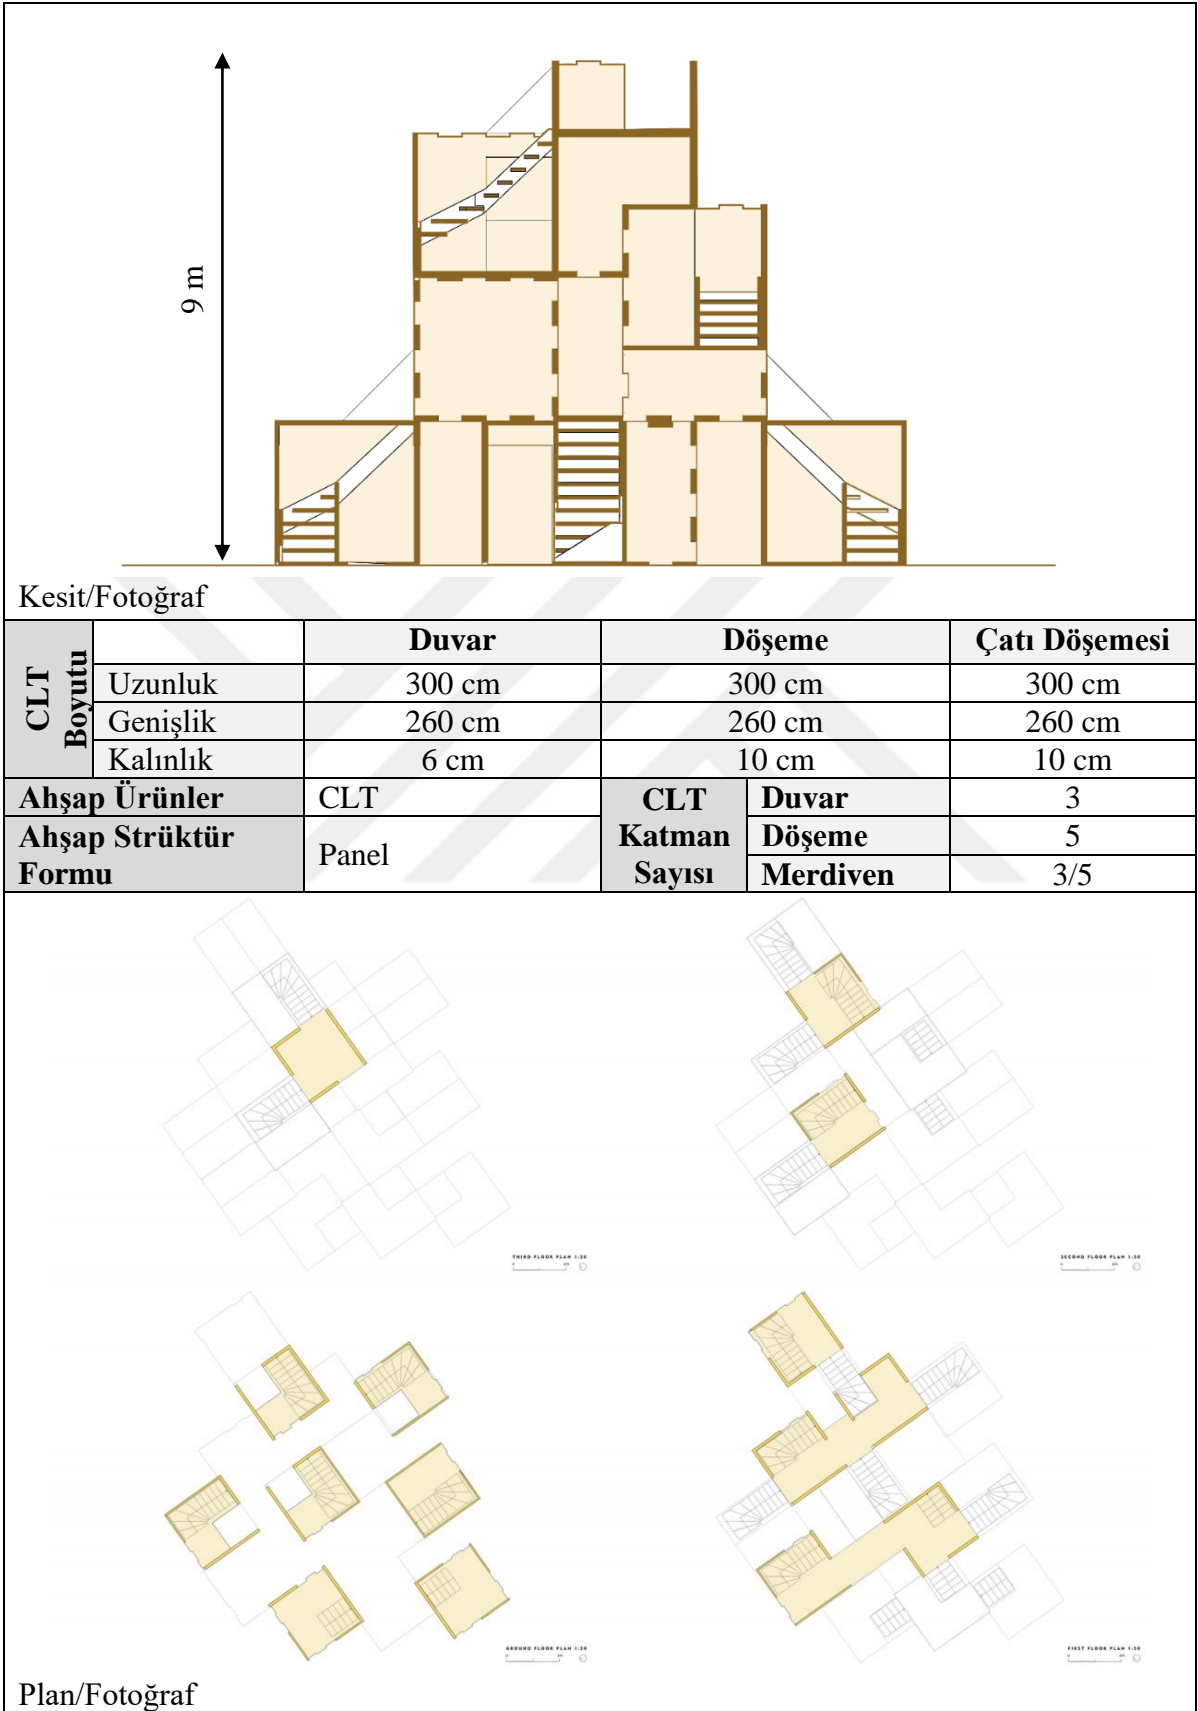 9 m
Kesit/Fotoğraf
CLT Boyutu
Duvar Döşeme Çatı Döşemesi
Uzunluk 300 cm 300 cm 300 cm
Genişlik 260 cm 260 cm 260 cm
Kalınlık 6 cm 10 cm 10 cm
Ahşap Ürünler CLT
Ahşap Strüktür
Formu
Panel
CLT
Katman
Sayısı
Duvar 3
Döşeme 5
Merdiven 3/5
THIRD FLOOR PLAN 1:50
SECOND FLOOR PLAN 1:50
GROUND FLOOR PLAN 1:50
FIRST FLOOR PLAN 1:50
Plan/Fotoğraf